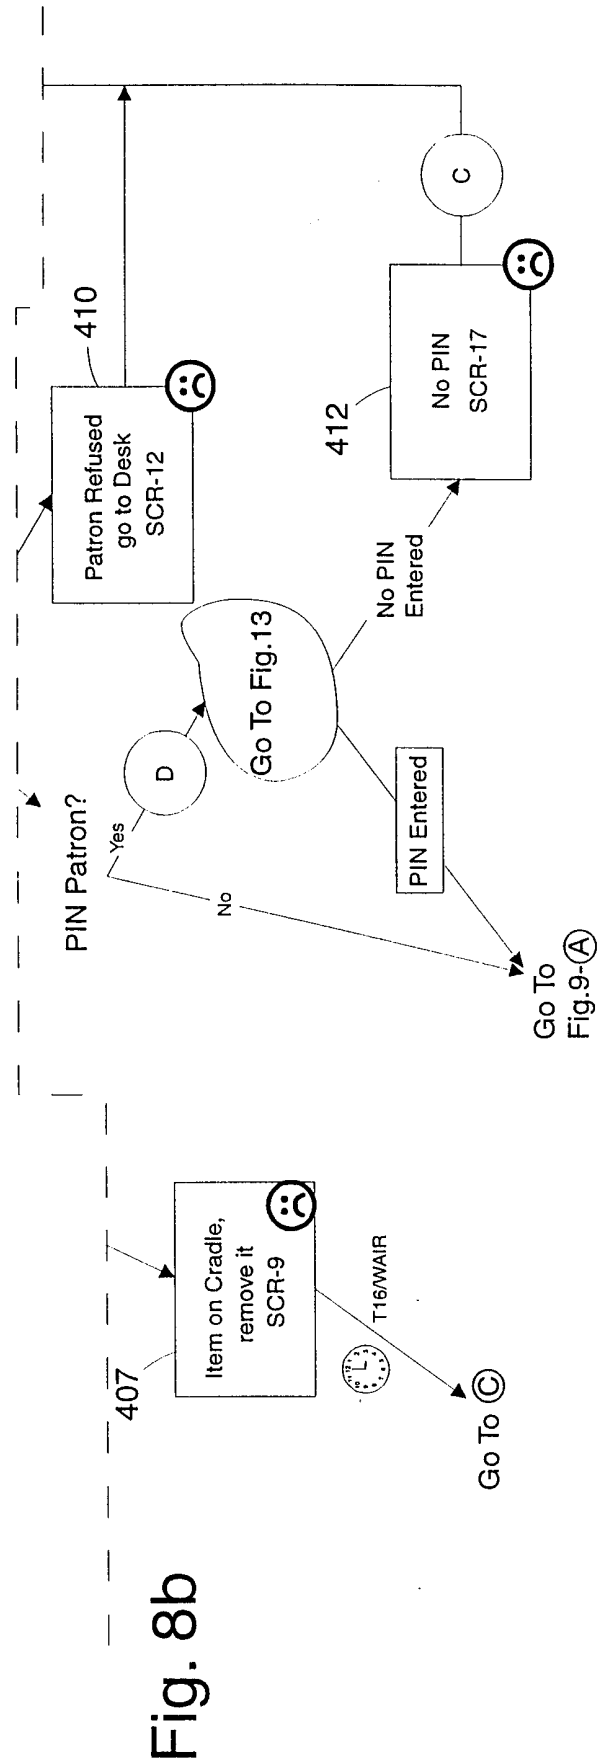 410
Patron Refused
go to Desk
SCR-12
PIN Patron?
Yes
D
No
Go To Fig.13
No PIN
Entered
412
No PIN
SCR-17
C
PIN Entered
Go To
Fig.9-A
407
Item on Cradle,
remove it
SCR-9
T16/WAIR
Go To C
Fig. 8b